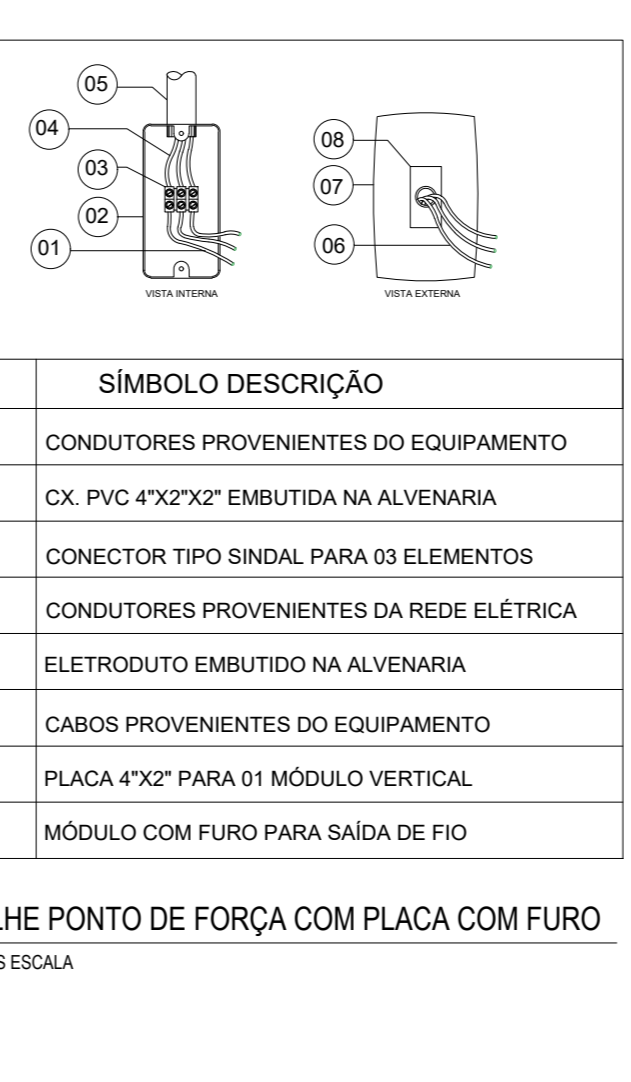 05
04
03
02
01
VISTA INTERNA
08
07
06
VISTA EXTERNA
SÍMBOLO DESCRIÇÃO
CONDUTORES PROVENIENTES DO EQUIPAMENTO
CX. PVC 4"X2"X2" EMBUTIDA NA ALVENARIA
CONECTOR TIPO SINDAL PARA 03 ELEMENTOS
CONDUTORES PROVENIENTES DA REDE ELÉTRICA
ELETRODUTO EMBUTIDO NA ALVENARIA
CABOS PROVENIENTES DO EQUIPAMENTO
PLACA 4"X2" PARA 01 MÓDULO VERTICAL
MÓDULO COM FURO PARA SAÍDA DE FIO
LHE PONTO DE FORÇA COM PLACA COM FURO
S ESCALA